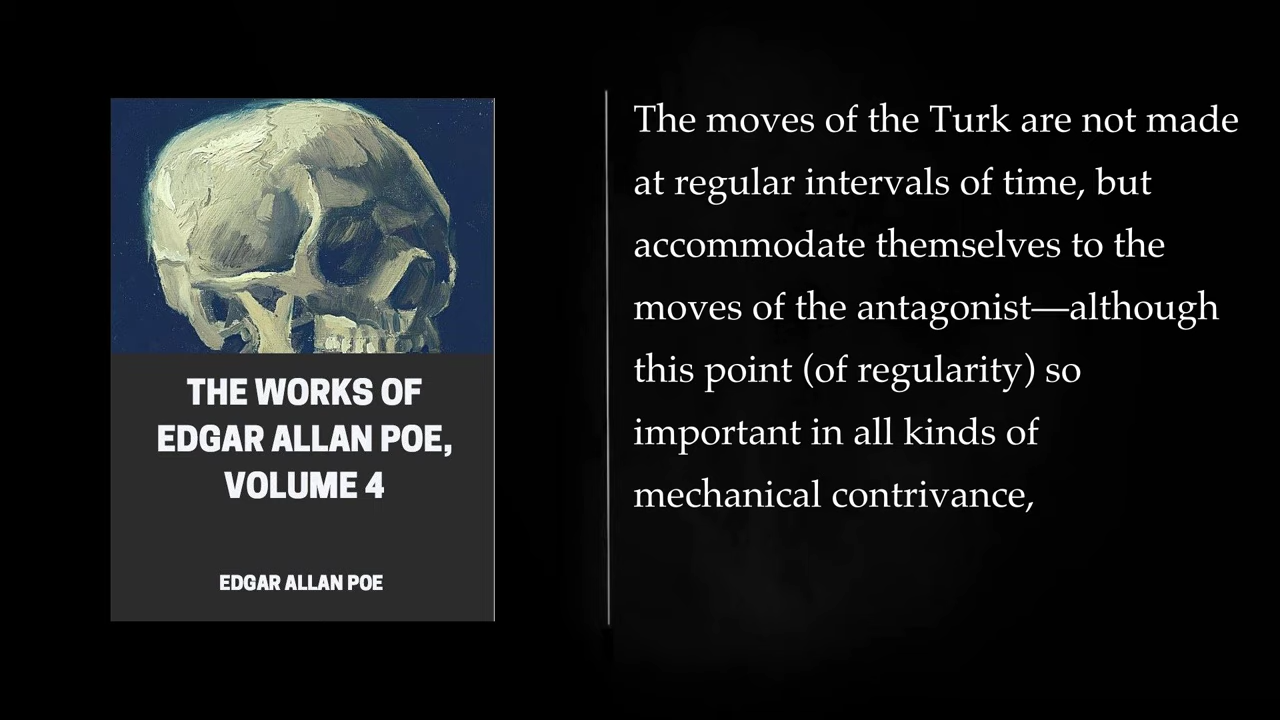 THE WORKS OF
EDGAR ALLAN POE,
VOLUME 4
EDGAR ALLAN POE
The moves of the Turk are not made
at regular intervals of time, but
accommodate themselves to the
moves of the antagonist—although
this point (of regularity) so
important in all kinds of
mechanical contrivance,